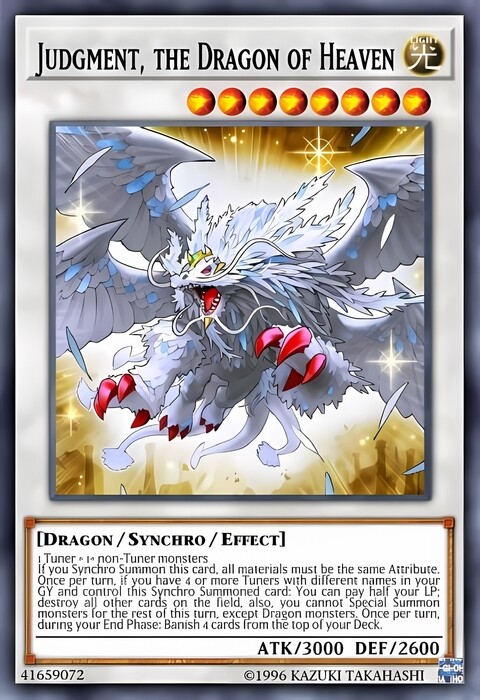 JUDGMENT, THE DRAGON OF HEAVEN
LIGHT
光
[DRAGON / SYNCHRO / EFFECT]
1 Tuner + 1+ non-Tuner monsters
If you Synchro Summon this card, all materials must be the same Attribute.
Once per turn, if you have 4 or more Tuners with different names in your
GY and control this Synchro Summoned card: You can pay half your LP;
destroy all other cards on the field, also, you cannot Special Summon
monsters for the rest of this turn, except Dragon monsters. Once per turn,
during your End Phase: Banish 4 cards from the top of your Deck.
ATK/3000 DEF/2600
41659072
©1996 KAZUKI TAKAHASHI